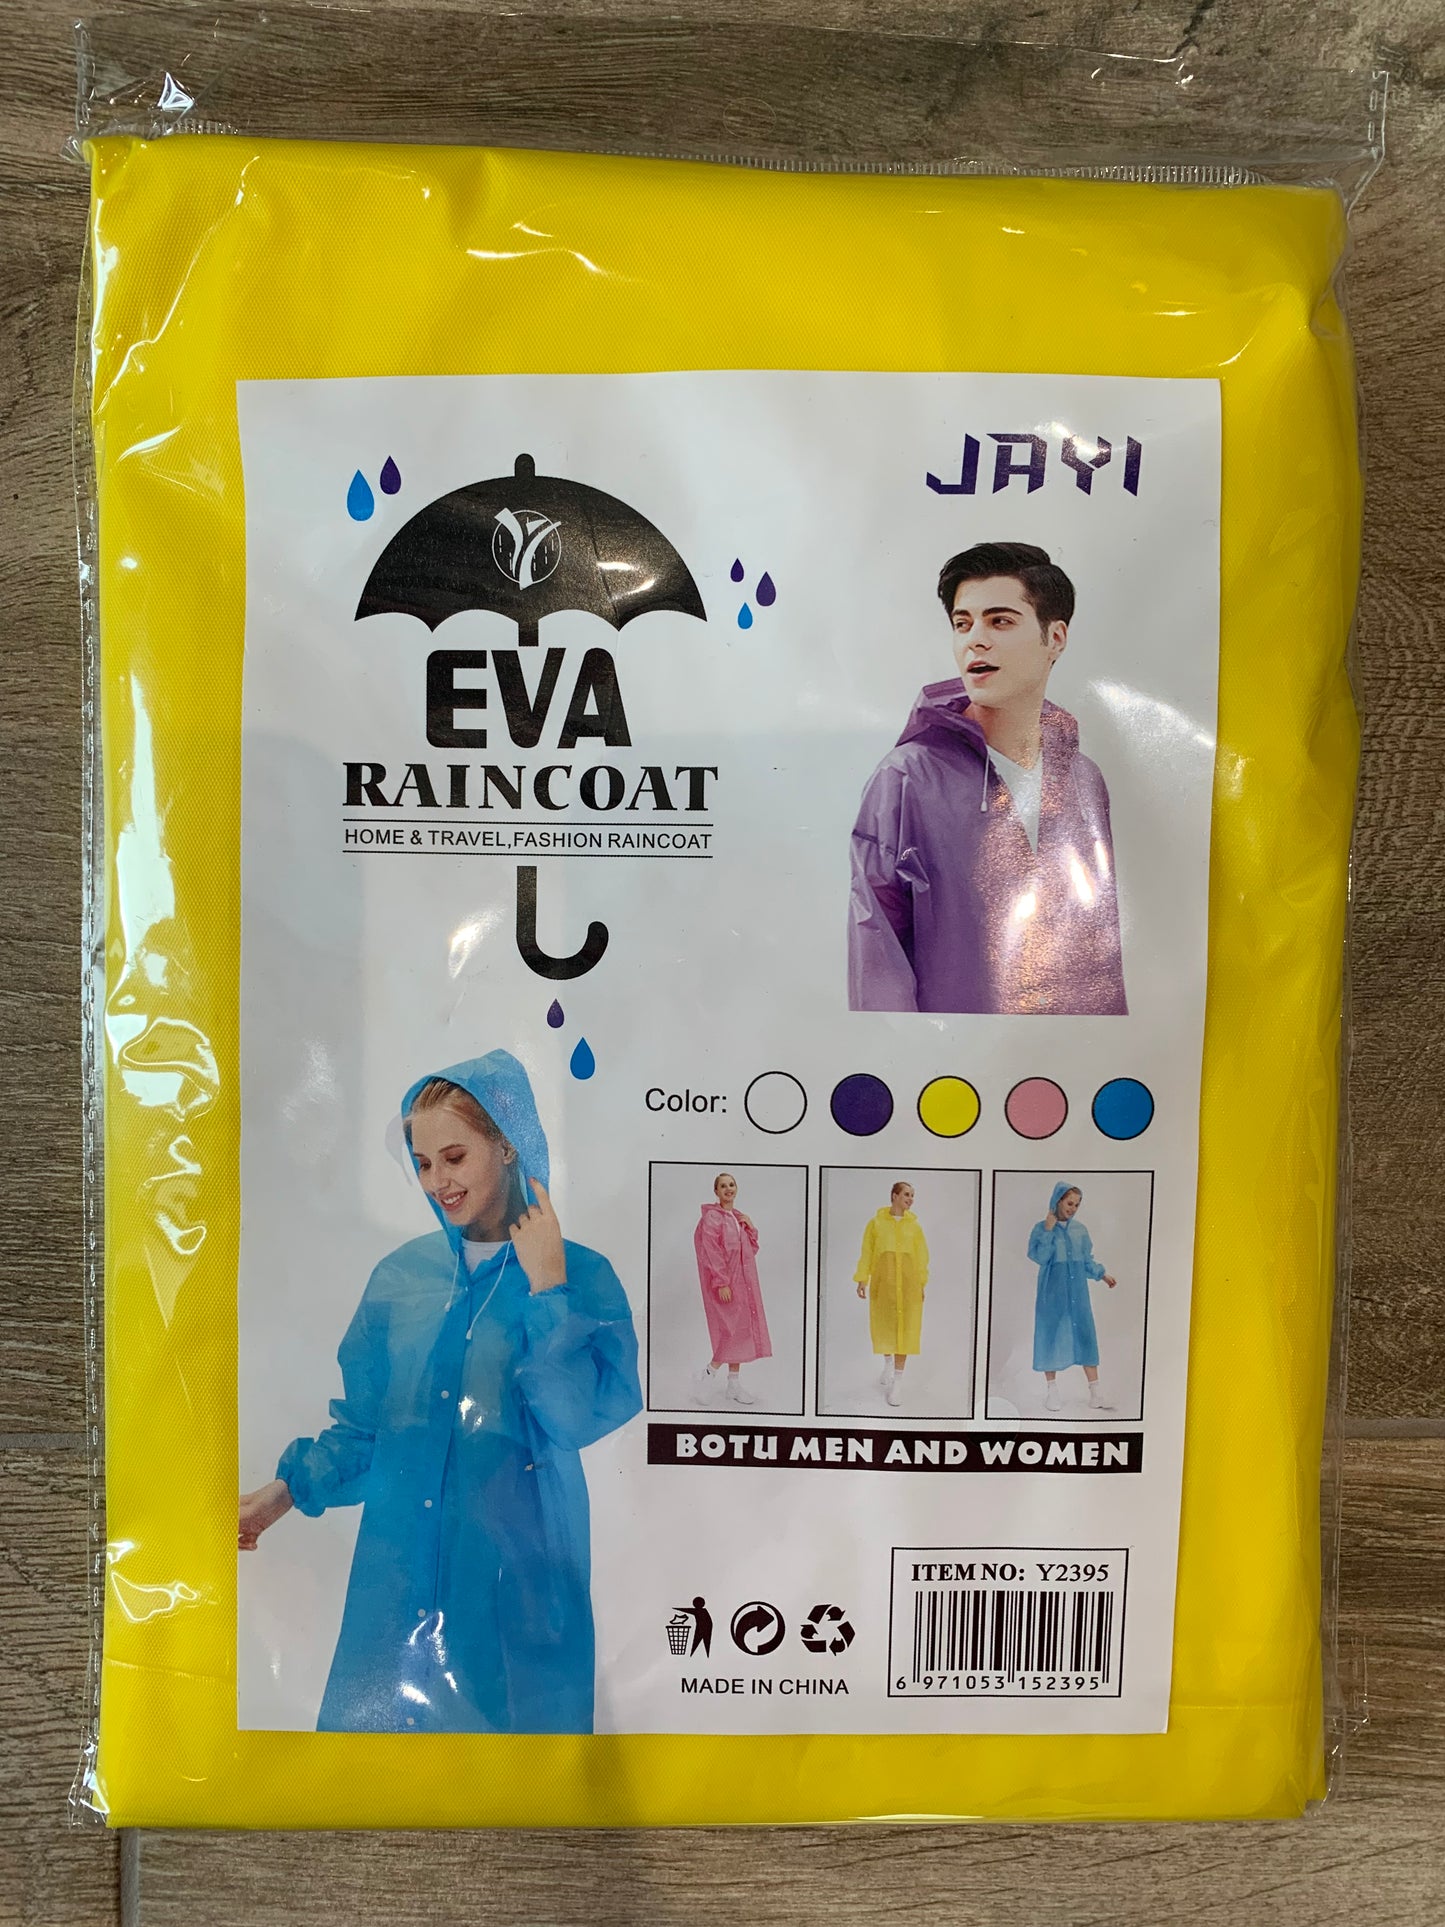 JAYI
EVA
RAINCOAT
HOME & TRAVEL,FASHION RAINCOAT
Color:
BOTU MEN AND WOMEN
ITEM NO: Y2395
6 971053 152395
MADE IN CHINA